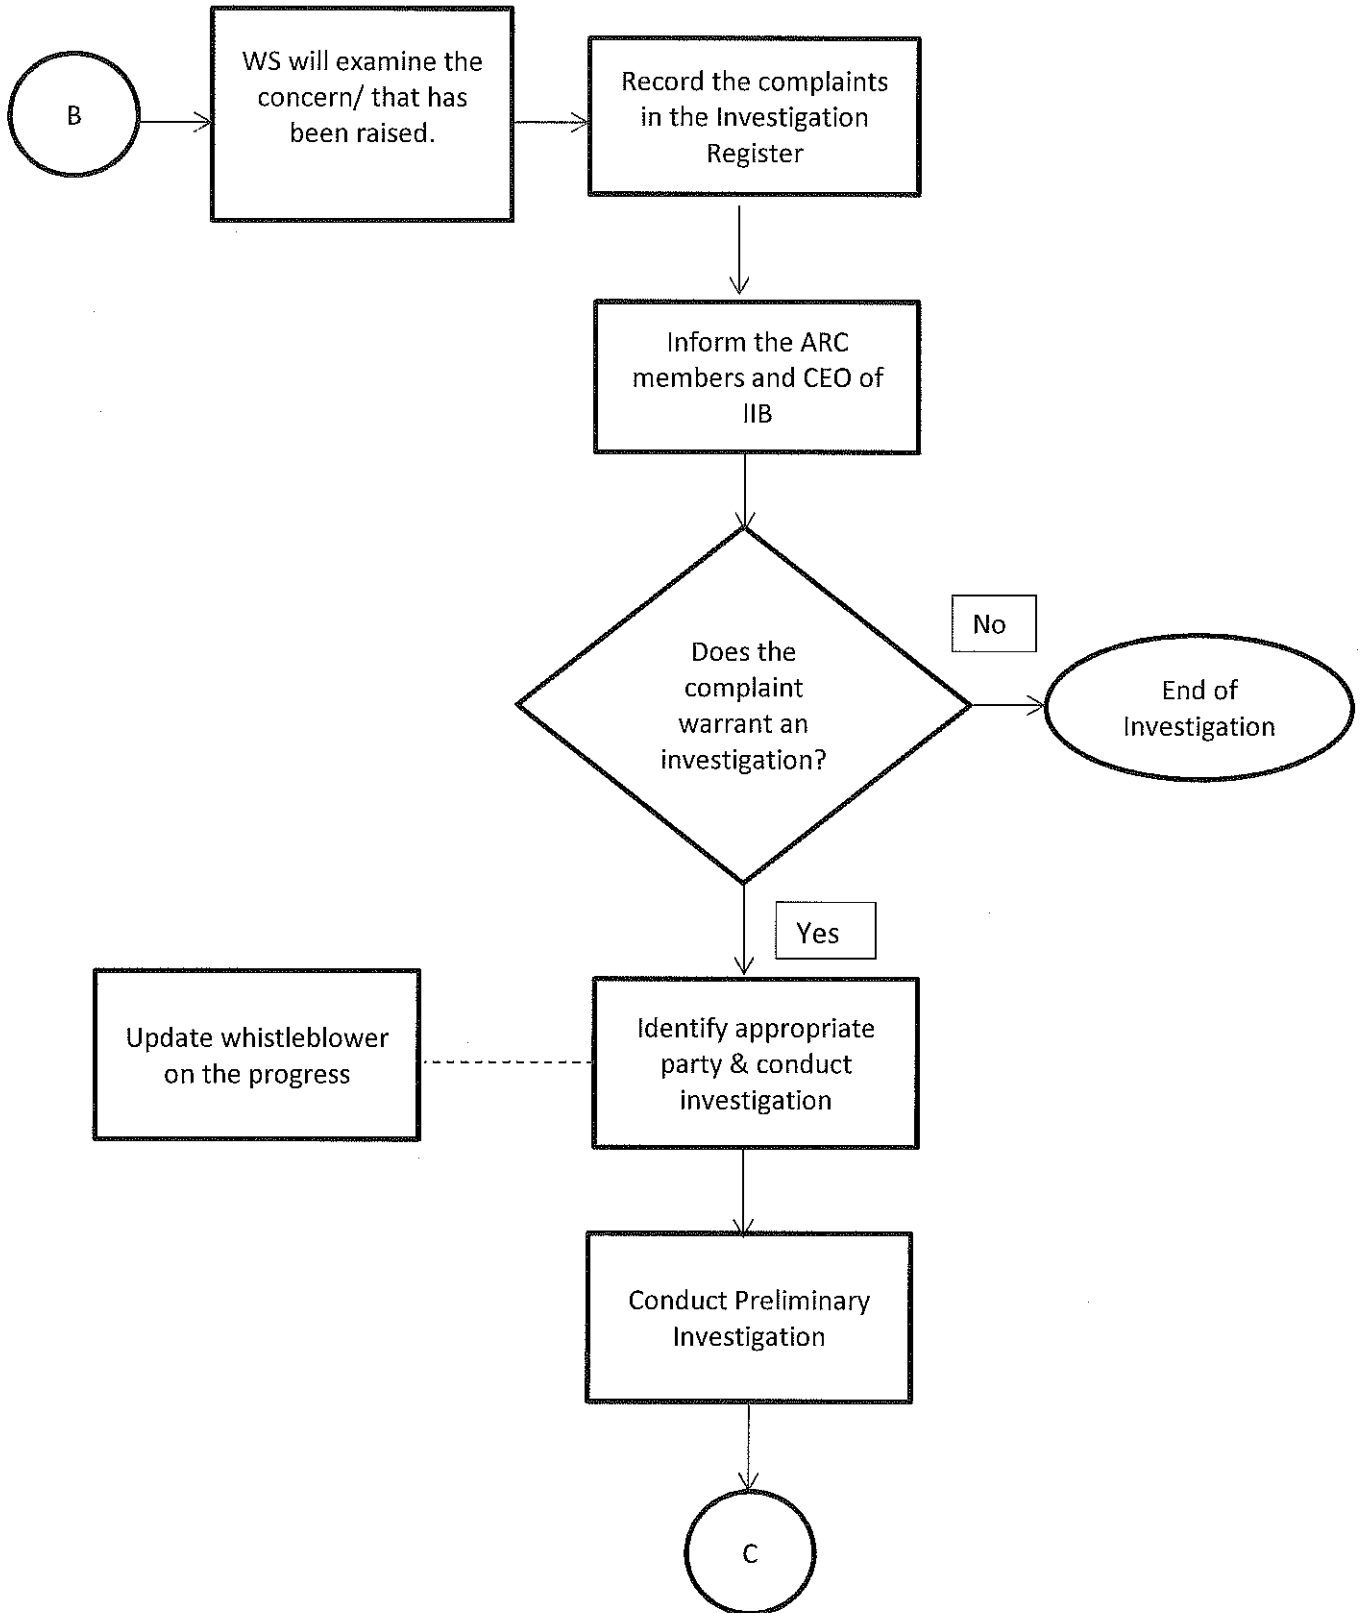 B
WS will examine the
concern/ that has
been raised.
Record the complaints
in the Investigation
Register
Inform the ARC
members and CEO of
IIB
Does the
complaint
warrant an
investigation?
No
End of
Investigation
Yes
Update whistleblower
on the progress
Identify appropriate
party & conduct
investigation
Conduct Preliminary
Investigation
C